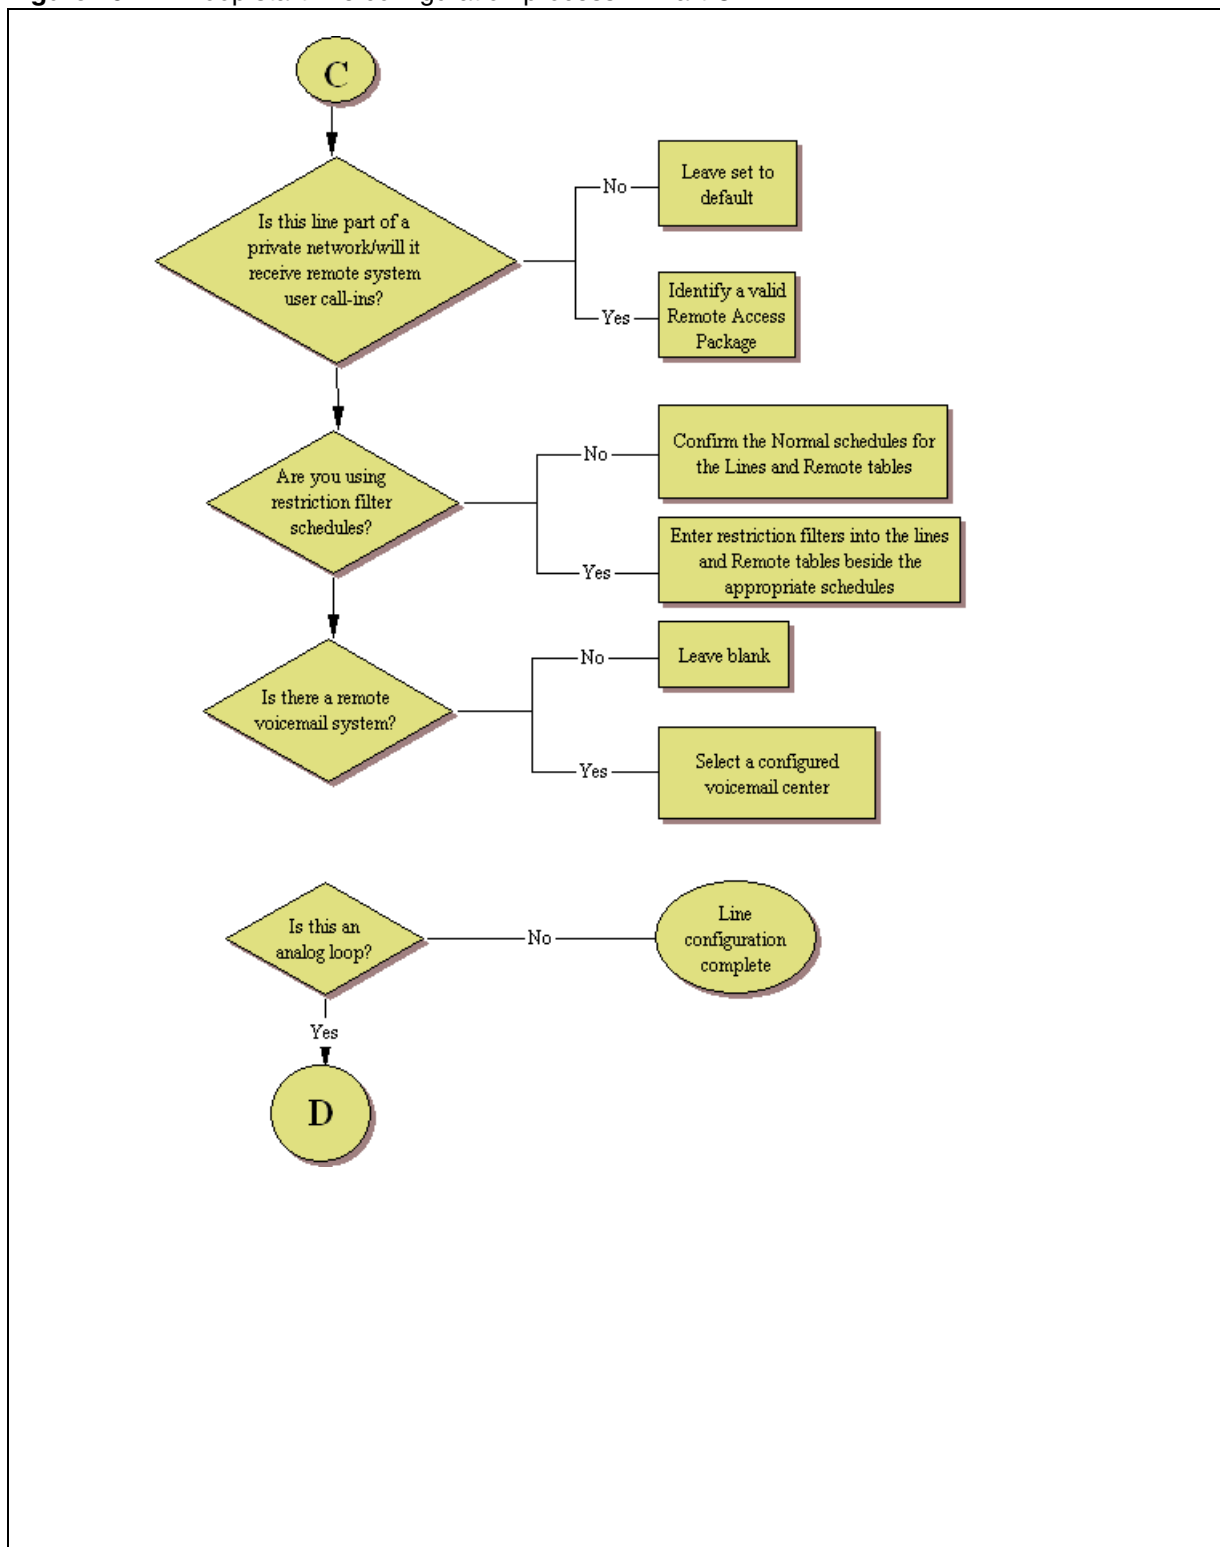 C
Is this line part of a
private network/will it
receive remote system
user call-ins?
No
Leave set to
default
Yes
Identify a valid
Remote Access
Package
Are you using
restriction filter
schedules?
No
Confirm the Normal schedules for
the Lines and Remote tables
Yes
Enter restriction filters into the lines
and Remote tables beside the
appropriate schedules
Is there a remote
voicemail system?
No
Leave blank
Yes
Select a configured
voicemail center
Is this an
analog loop?
No
Line
configuration
complete
Yes
D